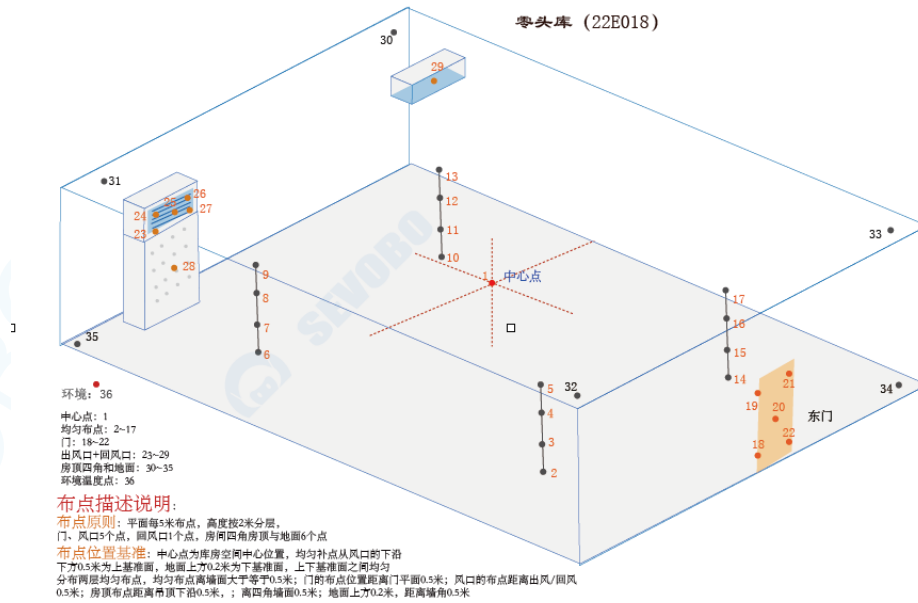 零头库 (22E018)
30
29
31
26
25
24
27
23
28
13
12
11
10
33
1
中心点
9
8
7
6
17
16
15
14
35
5
4
3
2
32
34
21
19
20
东门
18
22
SEVOBO
环境: 36
中心点: 1
均匀布点: 2~17
门: 18~22
出风口+回风口: 23~29
房顶四角和地面: 30~35
环境温度点: 36
布点描述说明:
布点原则: 平面每5米布点, 高度按2米分层,
门、风口5个点, 回风口1个点, 房间四角房顶与地面6个点
布点位置基准: 中心点为库房空间中心位置, 均匀补点从风口的下沿
下方0.5米为上基准面, 地面上方0.2米为下基准面, 上下基准面之间均匀
分布两层均匀布点, 均匀布点离墙面大于等于0.5米; 门的布点位置距离门平面0.5米; 风口的布点距离出风/回风
0.5米; 房顶布点距离吊顶下沿0.5米, ; 离四角墙面0.5米; 地面上方0.2米, 距离墙角0.5米